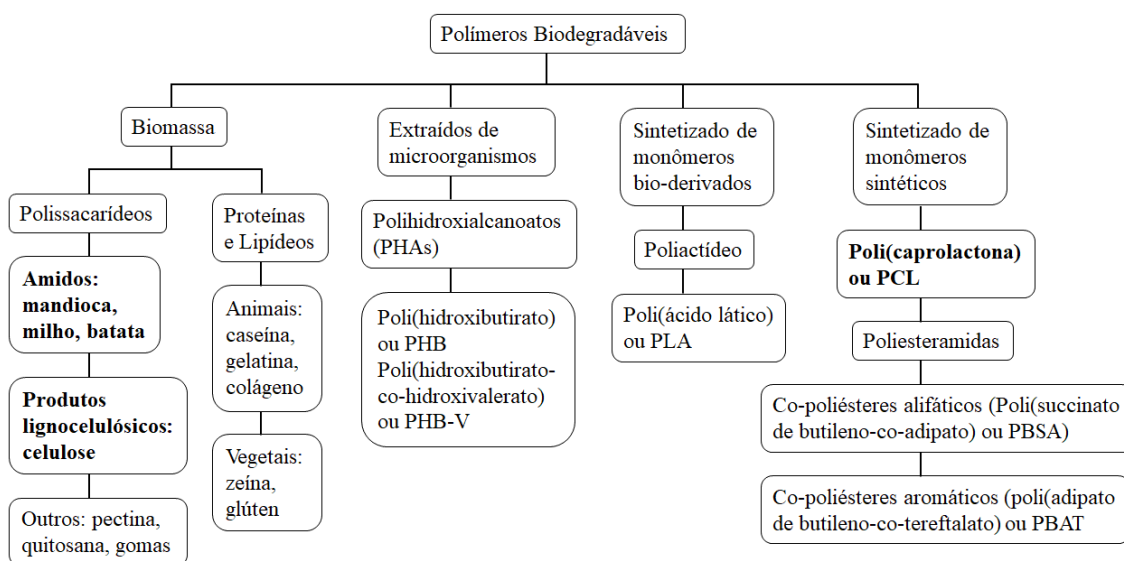 Polímeros Biodegradáveis
Biomassa
Polissacarídeos
Amidos:
mandioca,
milho, batata
Produtos
lignocelulósicos:
celulose
Outros: pectina,
quitosana, gomas
Proteínas
e Lipídeos
Animais:
caseína,
gelatina,
colágeno
Vegetais:
zeína,
glúten
Extraídos de
microorganismos
Polihidroxialcanoatos
(PHAs)
Poli(hidroxibutirato)
ou PHB
Poli(hidroxibutirato-
co-hidroxivalerato)
ou PHB-V
Sintetizado de
monômeros
bio-derivados
Poliactídeo
Poli(ácido lático)
ou PLA
Sintetizado de
monômeros
sintéticos
Poli(caprolactona)
ou PCL
Poliesteramidas
Co-poliésteres alifáticos (Poli(succinato
de butileno-co-adipato) ou PBSA)
Co-poliésteres aromáticos (poli(adipato
de butileno-co-tereftalato) ou PBAT